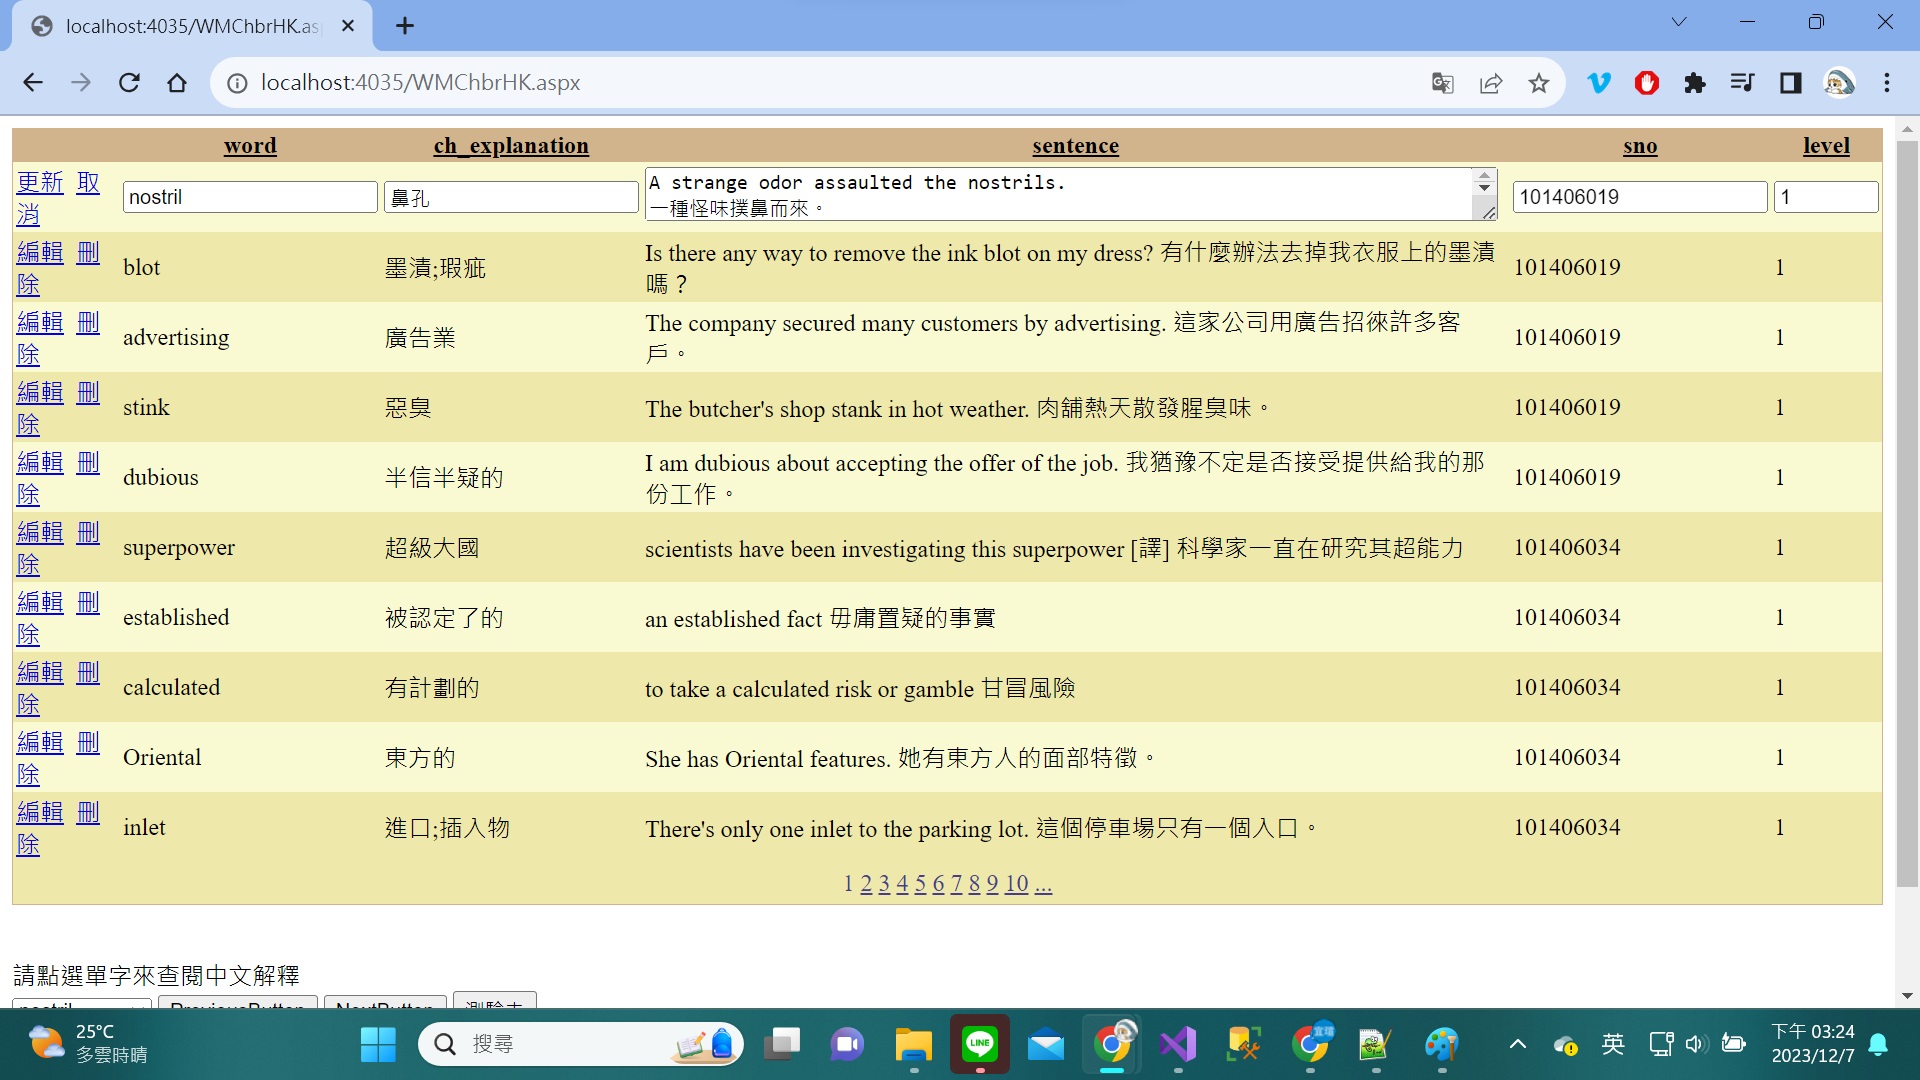 localhost:4035/WMChbrHK.as
localhost:4035/WMChbrHK.aspx
word ch_explanation sentence sno level
更新 取消 nostril 鼻孔 A strange odor assaulted the nostrils.
一種怪味撲鼻而來。 101406019 1
編輯 刪除 blot 墨漬;瑕疵 Is there any way to remove the ink blot on my dress? 有什麼辦法去掉我衣服上的墨漬
嗎？ 101406019 1
編輯 刪除 advertising 廣告業 The company secured many customers by advertising. 這家公司用廣告招徠許多客
戶。 101406019 1
編輯 刪除 stink 惡臭 The butcher's shop stank in hot weather. 肉舖熱天散發腥臭味。 101406019 1
編輯 刪除 dubious 半信半疑的 I am dubious about accepting the offer of the job. 我猶豫不定是否接受提供給我的那
份工作。 101406019 1
編輯 刪除 superpower 超級大國 scientists have been investigating this superpower [譯] 科學家一直在研究其超能力 101406034 1
編輯 刪除 established 被認定了的 an established fact 毋庸置疑的事實 101406034 1
編輯 刪除 calculated 有計劃的 to take a calculated risk or gamble 甘冒風險 101406034 1
編輯 刪除 Oriental 東方的 She has Oriental features. 她有東方人的面部特徵。 101406034 1
編輯 刪除 inlet 進口;插入物 There's only one inlet to the parking lot. 這個停車場只有一個入口。 101406034 1
1 2 3 4 5 6 7 8 9 10 ...
請點選單字來查閱中文解釋
nostril PreviousButton NextButton
25°C
多雲時晴
搜尋
LINE
英
下午 03:24
2023/12/7